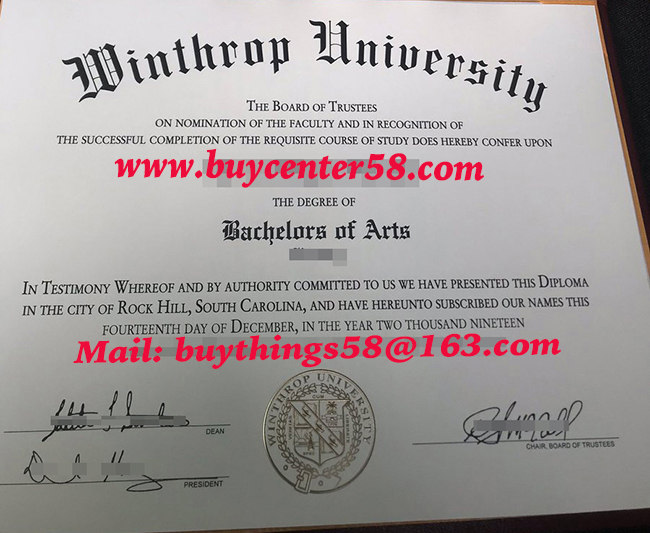 Winthrop University
THE BOARD OF TRUSTEES
ON NOMINATION OF THE FACULTY AND IN RECOGNITION OF
THE SUCCESSFUL COMPLETION OF THE REQUISITE COURSE OF STUDY DOES HEREBY CONFER UPON
www.buycenter58.com
THE DEGREE OF
Bachelors of Arts
IN TESTIMONY WHEREOF AND BY AUTHORITY COMMITTED TO US WE HAVE PRESENTED THIS DIPLOMA
IN THE CITY OF ROCK HILL, SOUTH CAROLINA, AND HAVE HEREUNTO SUBSCRIBED OUR NAMES THIS
FOURTEENTH DAY OF DECEMBER, IN THE YEAR TWO THOUSAND NINETEEN
Mail: buythings58@163.com
WINTHROP UNIVERSITY
DEAN
CHAIR, BOARD OF TRUSTEES
PRESIDENT